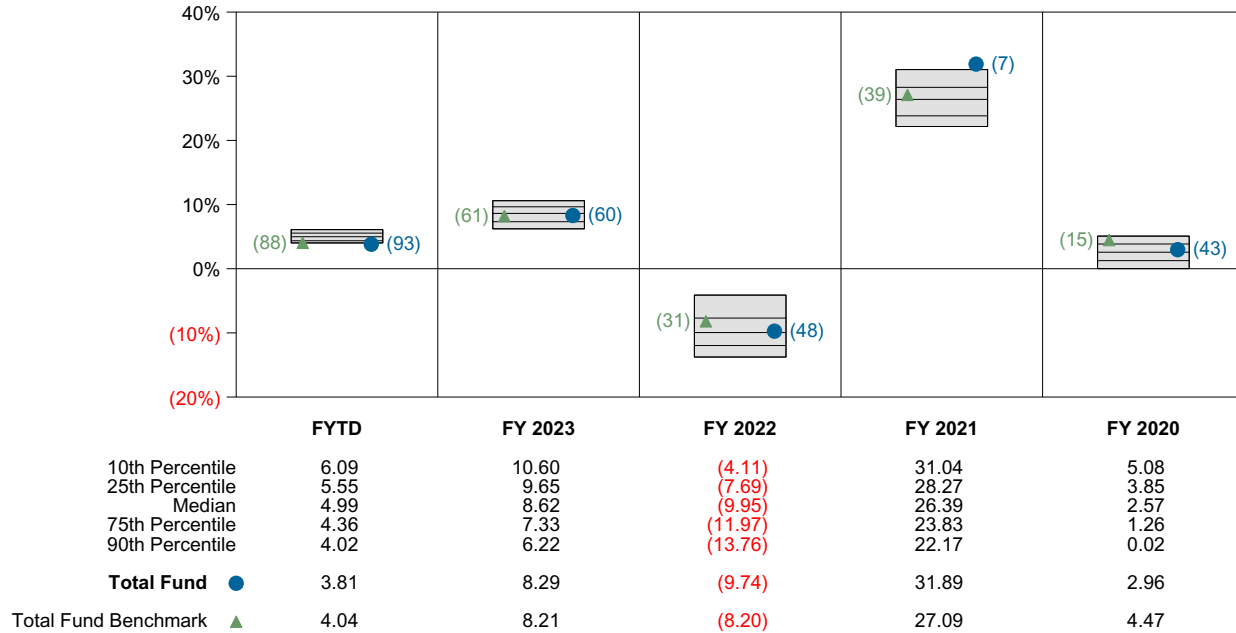 40%
30%
20%
10%
0%
(10%)
(20%)
(88) (93)
(61) (60)
(31) (48)
(39) (7)
(15) (43)
FYTD FY 2023 FY 2022 FY 2021 FY 2020
10th Percentile 6.09 10.60 (4.11) 31.04 5.08
25th Percentile 5.55 9.65 (7.69) 28.27 3.85
Median 4.99 8.62 (9.95) 26.39 2.57
75th Percentile 4.36 7.33 (11.97) 23.83 1.26
90th Percentile 4.02 6.22 (13.76) 22.17 0.02
Total Fund 3.81 8.29 (9.74) 31.89 2.96
Total Fund Benchmark 4.04 8.21 (8.20) 27.09 4.47